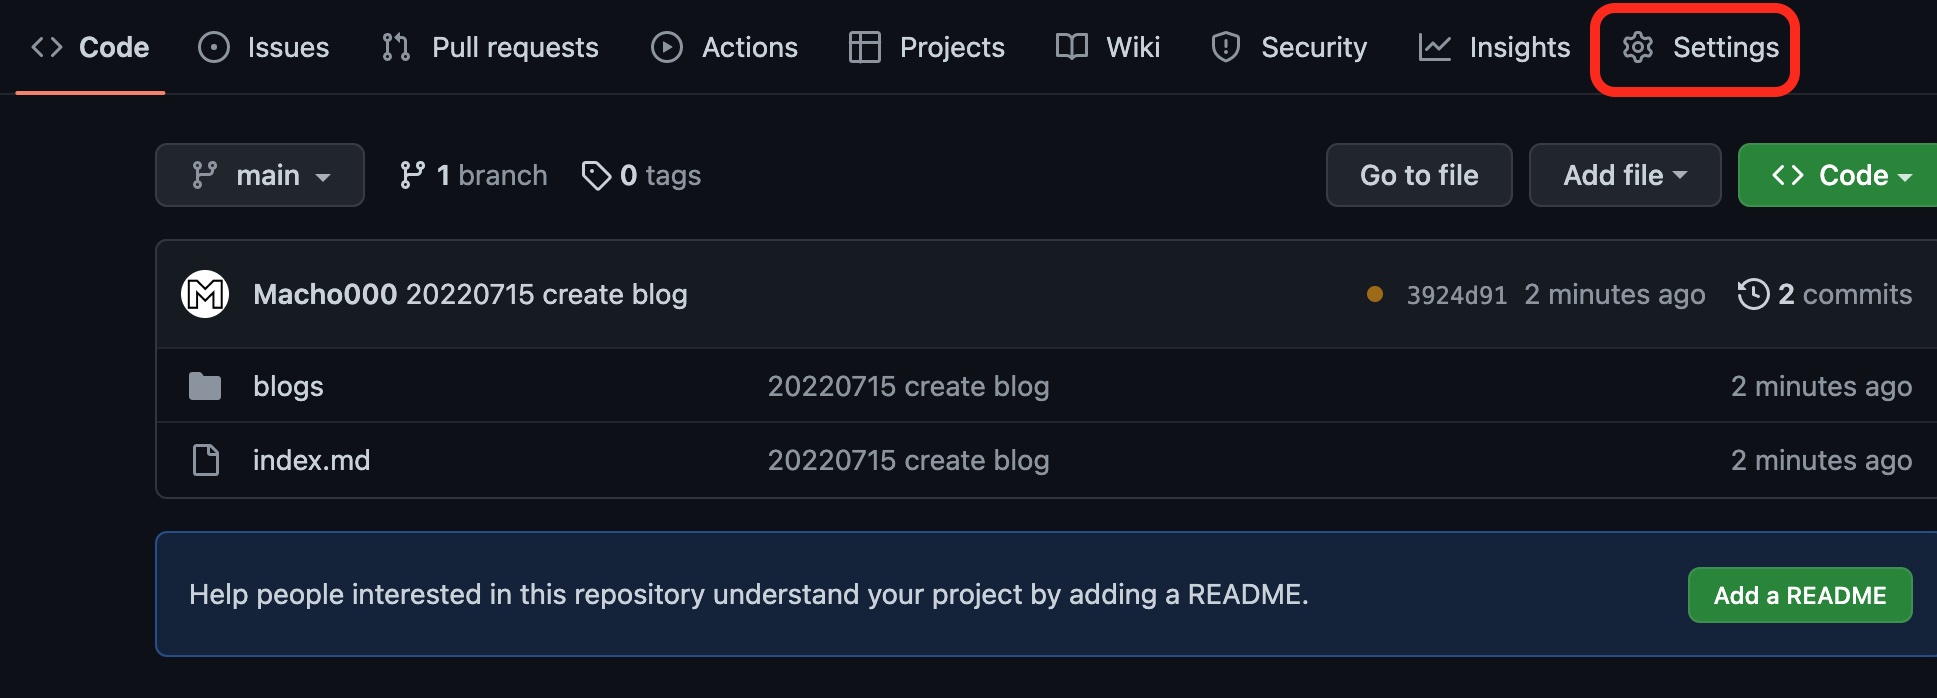 Code Issues Pull requests Actions Projects Wiki Security Insights Settings
main 1 branch 0 tags Go to file Add file Code
Macho000 20220715 create blog 3924d91 2 minutes ago 2 commits
blogs 20220715 create blog 2 minutes ago
index.md 20220715 create blog 2 minutes ago
Help people interested in this repository understand your project by adding a README. Add a README